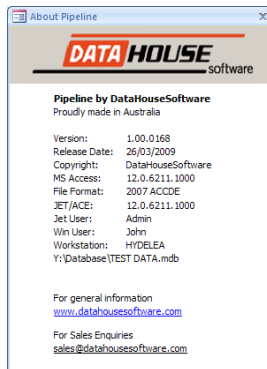 About Pipeline
DATA HOUSE
software
Pipeline by DataHouseSoftware
Proudly made in Australia
Version: 1.00.0168
Release Date: 26/03/2009
Copyright: DataHouseSoftware
MS Access: 12.0.6211.1000
File Format: 2007 ACCDE
JET/ACE: 12.0.6211.1000
Jet User: Admin
Win User: John
Workstation: HYDELEA
Y:\Database\TEST DATA.mdb
For general information
www.datahousesoftware.com
For Sales Enquiries
sales@datahousesoftware.com